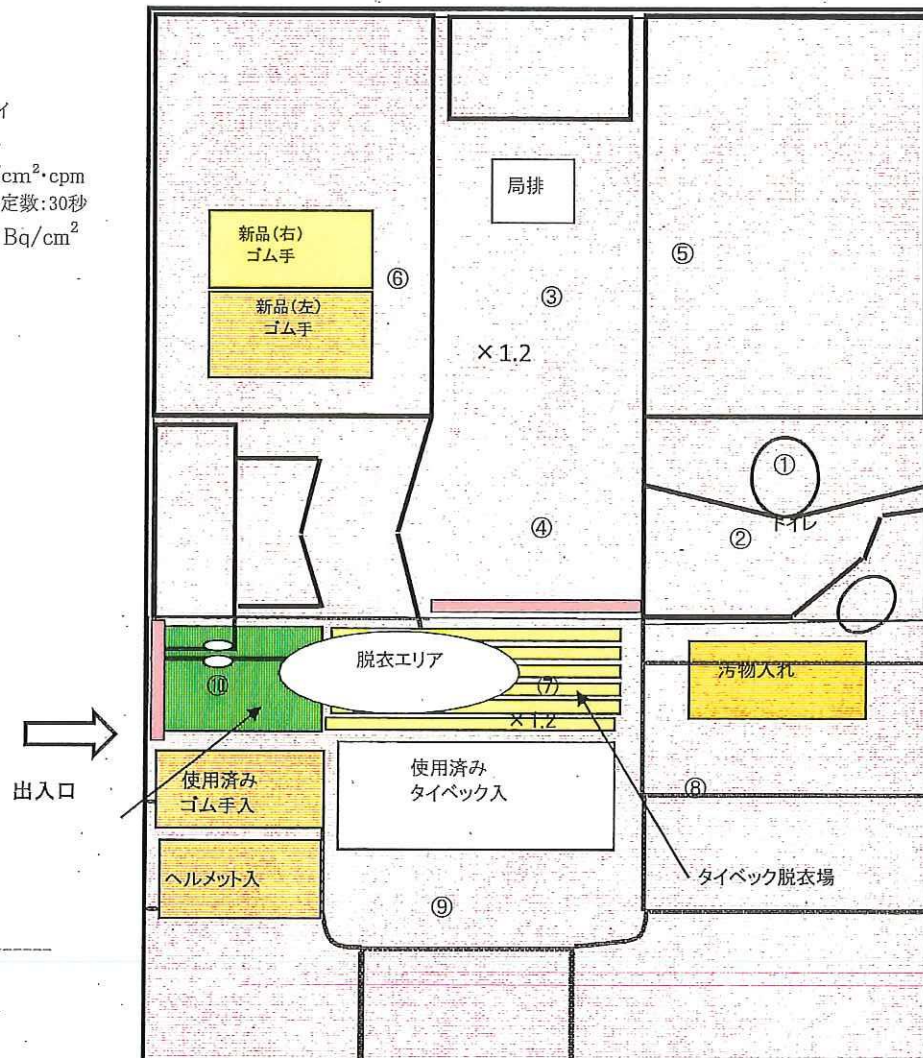 イ
cm²・cpm
定数:30秒
Bq/cm²
局排
新品(右)
ゴム手
⑥
新品(左)
ゴム手
③
⑤
×1.2
①
トイレ
②
④
脱衣エリア
⑩
⑦
×1.2
汚物入れ
出入口
使用済み
ゴム手入
使用済み
タイベック入
⑧
ヘルメット入
タイベック脱衣場
⑨